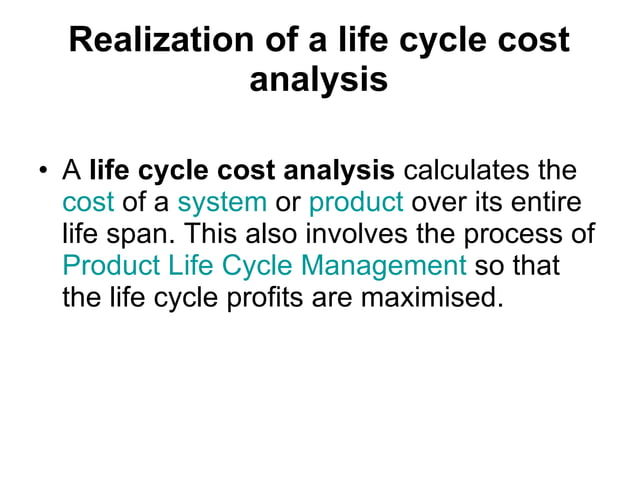 Realization of a life cycle cost
analysis
• A life cycle cost analysis calculates the
cost of a system or product over its entire
life span. This also involves the process of
Product Life Cycle Management so that
the life cycle profits are maximised.